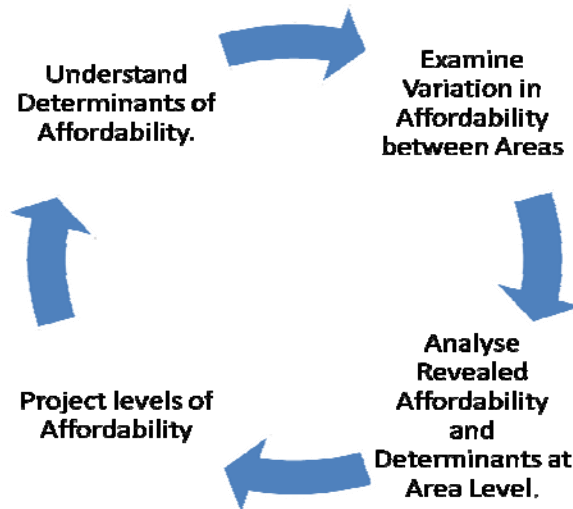 Understand
Determinants of
Affordability.
Examine
Variation in
Affordability
between Areas
Analyse
Revealed
Affordability
and
Determinants at
Area Level.
Project levels of
Affordability